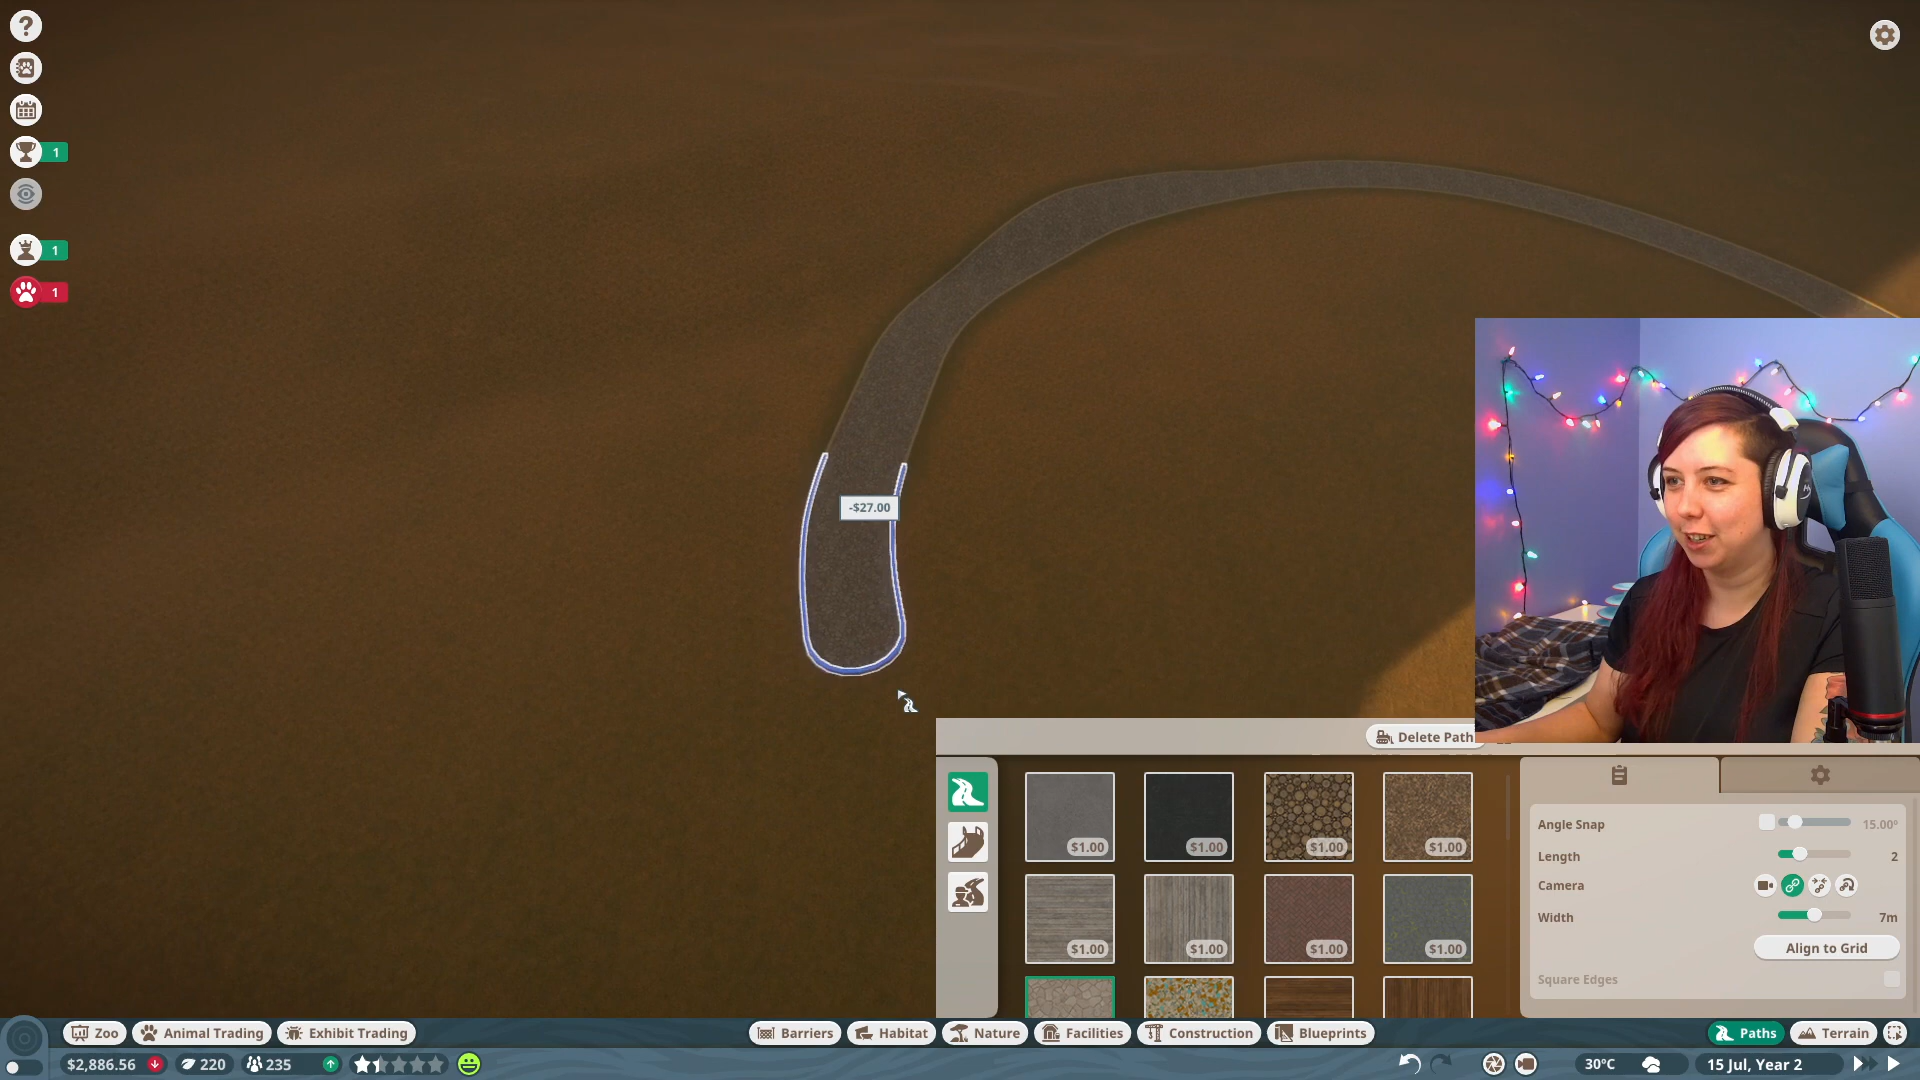 ?
1
1
1
-$27.00
Delete Path
$1.00 $1.00 $1.00 $1.00
$1.00 $1.00 $1.00 $1.00
Angle Snap 15.00°
Length 2
Camera
Width 7m
Align to Grid
Square Edges
Zoo Animal Trading Exhibit Trading Barriers Habitat Nature Facilities Construction Blueprints Paths Terrain
$2,886.56 220 235 30°C 15 Jul, Year 2